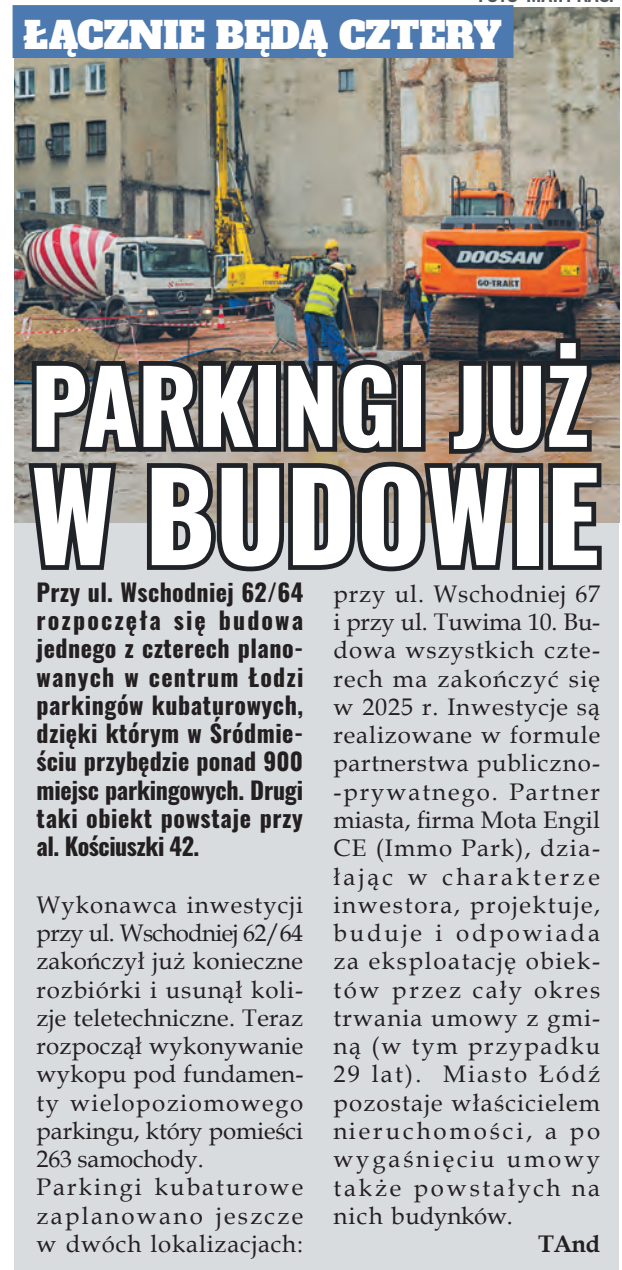 ŁĄCZNIE BĘDĄ CZTERY
DOOSAN
GO-TRAKT
PARKINGI JUŻ
W BUDOWIE
Przy ul. Wschodniej 62/64
rozpoczęła się budowa
jednego z czterech plano-
wanych w centrum Łodzi
parkingów kubaturowych,
dzięki którym w Śródmie-
ściu przybędzie ponad 900
miejsc parkingowych. Drugi
taki obiekt powstaje przy
al. Kościuszki 42.
Wykonawca inwestycji
przy ul. Wschodniej 62/64
zakończył już konieczne
rozbiórki i usunął koli-
zje teletechniczne. Teraz
rozpoczął wykonywanie
wykopu pod fundamen-
ty wielopoziomowego
parkingu, który pomieści
263 samochody.
Parkingi kubaturowe
zaplanowano jeszcze
w dwóch lokalizacjach:
przy ul. Wschodniej 67
i przy ul. Tuwima 10. Bu-
dowa wszystkich czte-
rech ma zakończyć się
w 2025 r. Inwestycje są
realizowane w formule
partnerstwa publiczno-
-prywatnego. Partner
miasta, firma Mota Engil
CE (Immo Park), dzia-
łając w charakterze
inwestora, projektuje,
buduje i odpowiada
za eksploatację obiek-
tów przez cały okres
trwania umowy z gmi-
ną (w tym przypadku
29 lat). Miasto Łódź
pozostaje właścicielem
nieruchomości, a po
wygaśnięciu umowy
także powstałych na
nich budynków.
TAnd